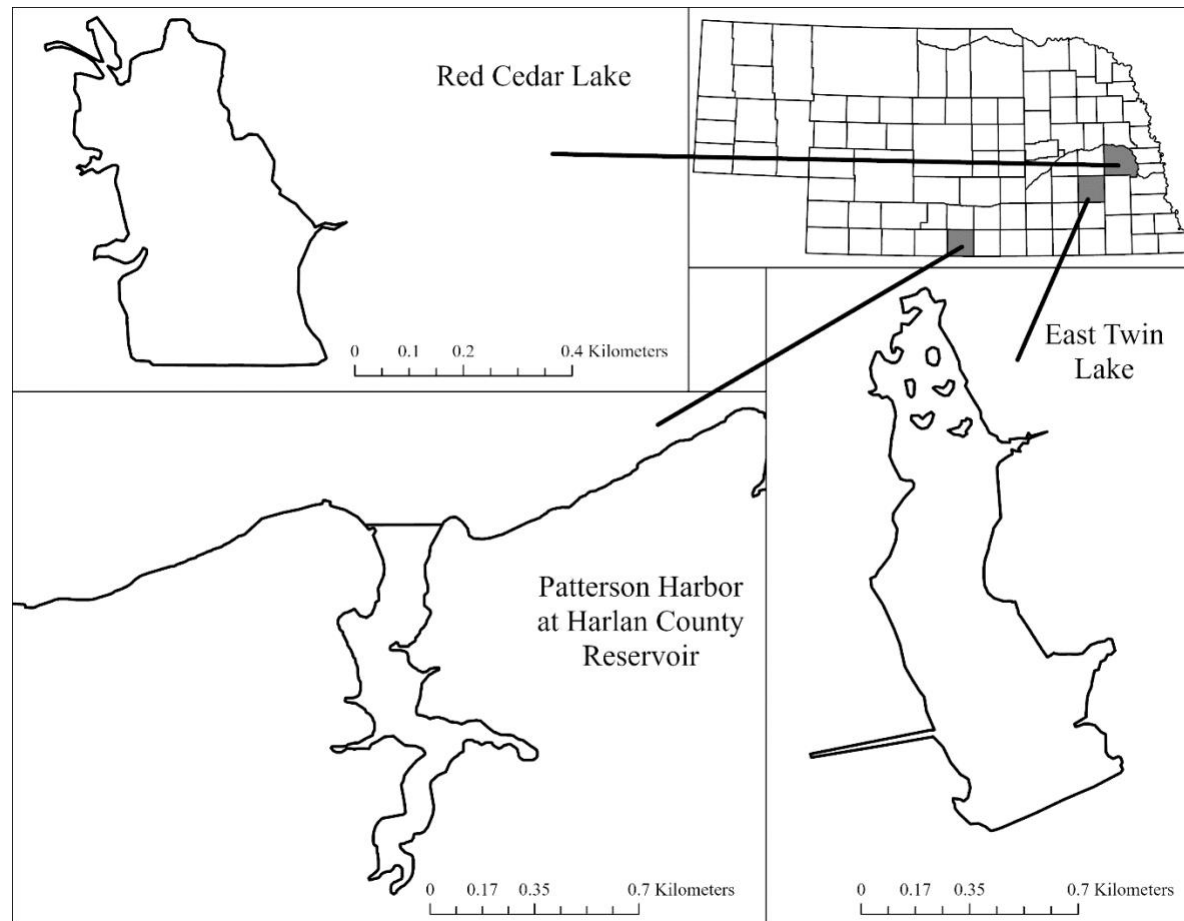 Red Cedar Lake
0 0.1 0.2 0.4 Kilometers
East Twin
Lake
Patterson Harbor
at Harlan County
Reservoir
0 0.17 0.35 0.7 Kilometers
0 0.17 0.35 0.7 Kilometers